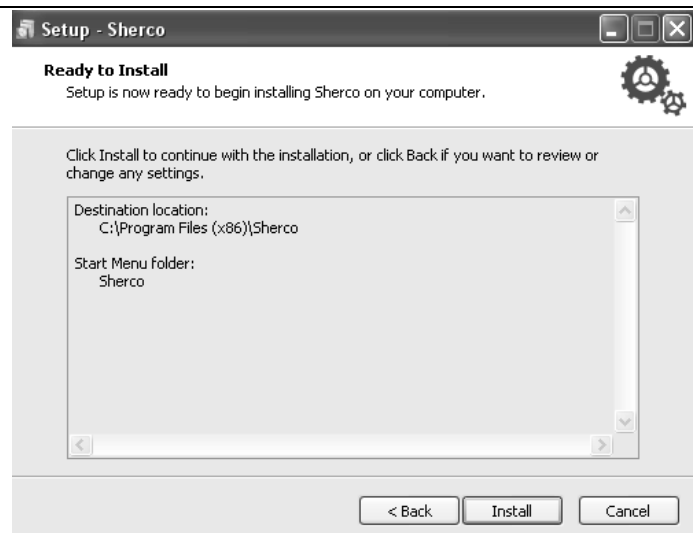 Setup - Sherco
Ready to Install
Setup is now ready to begin installing Sherco on your computer.
Click Install to continue with the installation, or click Back if you want to review or
change any settings.
Destination location:
C:\Program Files (x86)\Sherco
Start Menu folder:
Sherco
< Back Install Cancel